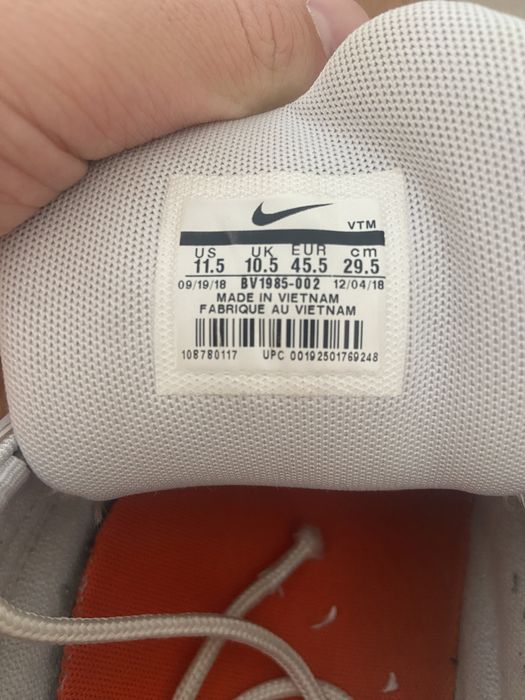 VTM
US UK EUR cm
11.5 10.5 45.5 29.5
09/19/18 BV1985-002 12/04/18
MADE IN VIETNAM
FABRIQUE AU VIETNAM
108780117 UPC 00192501769248